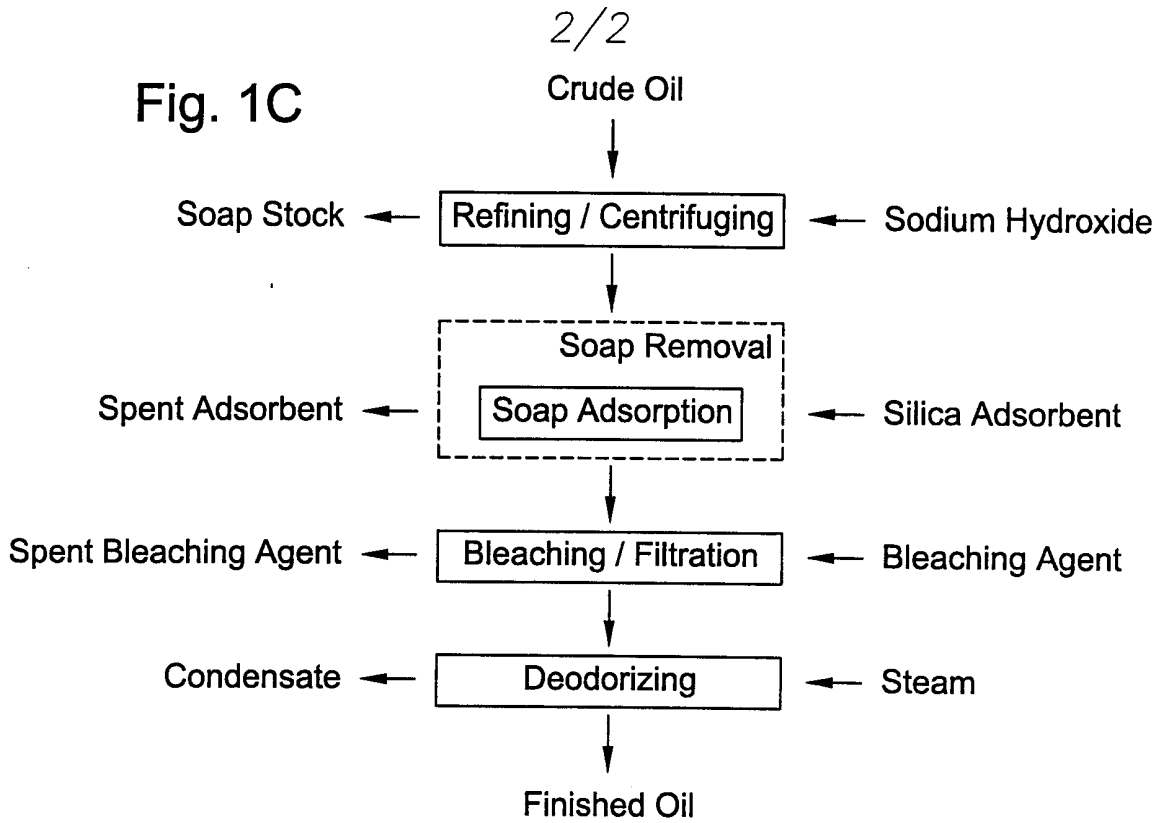 2/2
Fig. 1C
Crude Oil
Soap Stock
Refining / Centrifuging
Sodium Hydroxide
Soap Removal
Spent Adsorbent
Soap Adsorption
Silica Adsorbent
Spent Bleaching Agent
Bleaching / Filtration
Bleaching Agent
Condensate
Deodorizing
Steam
Finished Oil